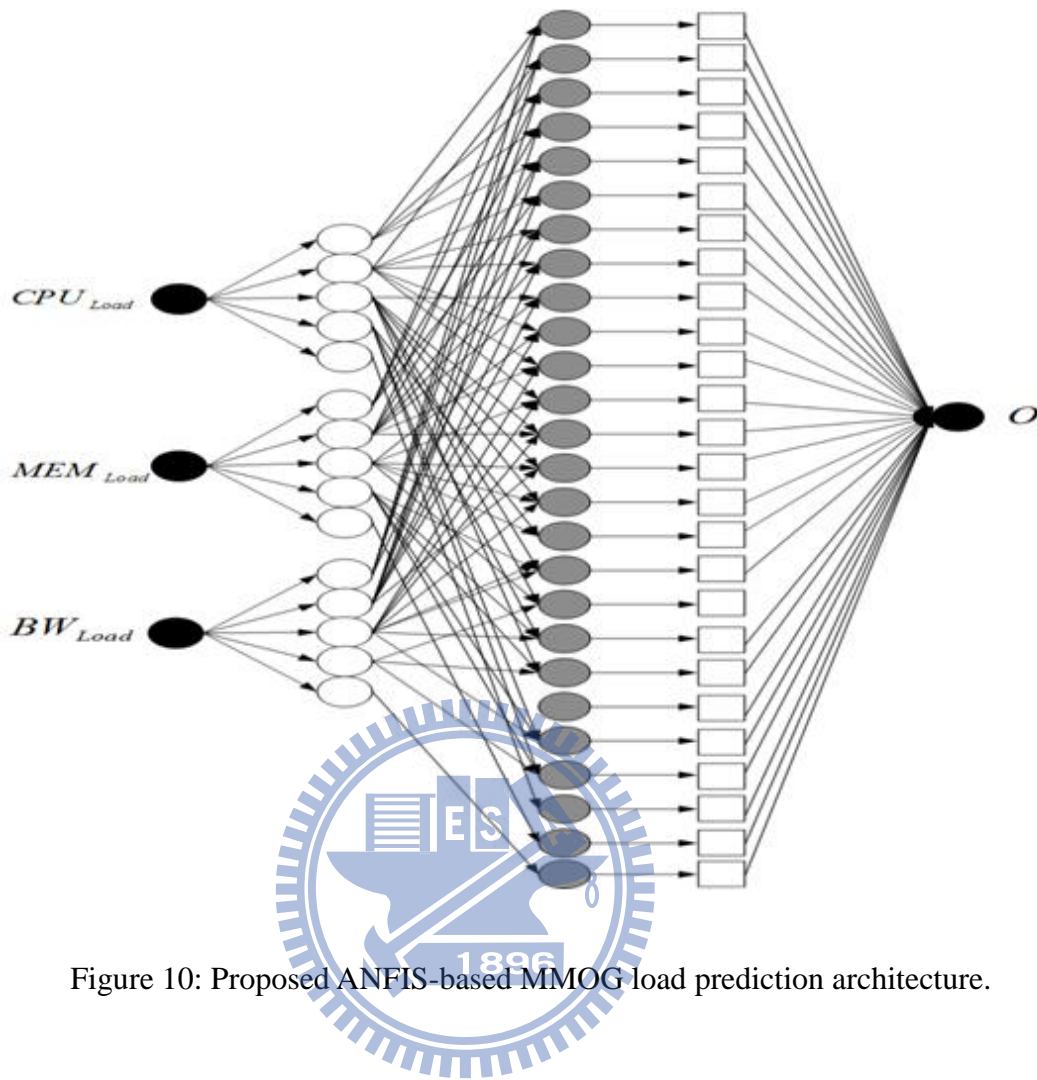 CPU Load
MEM Load
BW Load
O
E S
1896
Figure 10: Proposed ANFIS-based MMOG load prediction architecture.